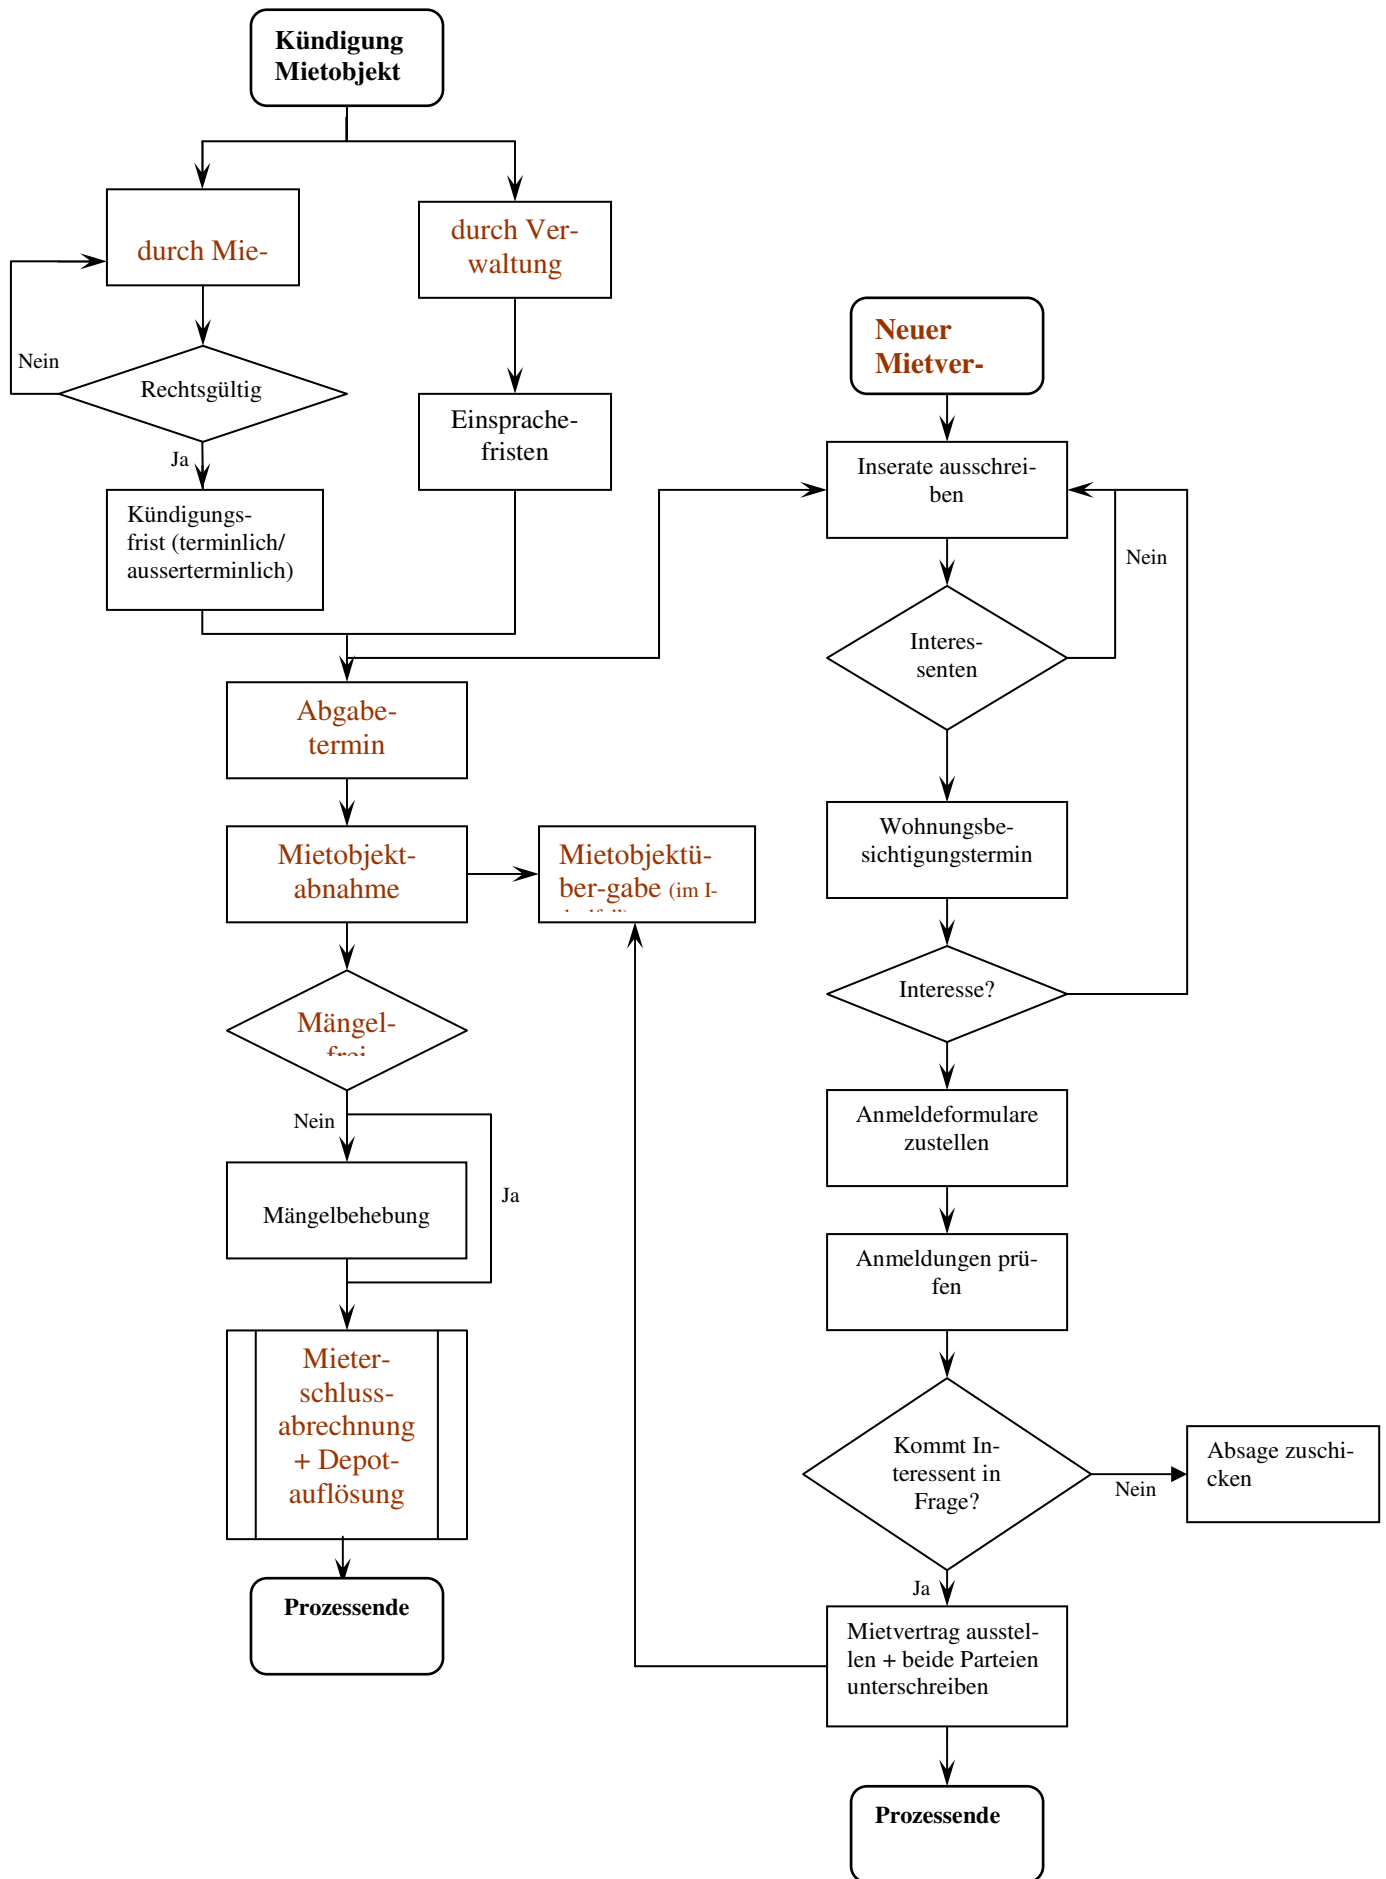 Kündigung
Mietobjekt
durch Mie-
durch Ver-
waltung
Nein
Rechtsgültig
Ja
Einsprache-
fristen
Kündigungs-
frist (terminlich/
ausserterminlich)
Abgabe-
termin
Mietobjekt-
abnahme
Mietobjektü-
ber-gabe (im I-
Mängel-
frei
Nein
Ja
Mängelbehebung
Mieter-
schluss-
abrechnung
+ Depot-
auflösung
Prozessende
Neuer
Mietver-
Inserate ausschrei-
ben
Nein
Interes-
senten
Wohnungsbe-
sichtigungstermin
Interesse?
Anmeldeformulare
zustellen
Anmeldungen prü-
fen
Kommt In-
teressent in
Frage?
Nein
Absage zuschi-
cken
Ja
Mietvertrag ausstel-
len + beide Parteien
unterschreiben
Prozessende